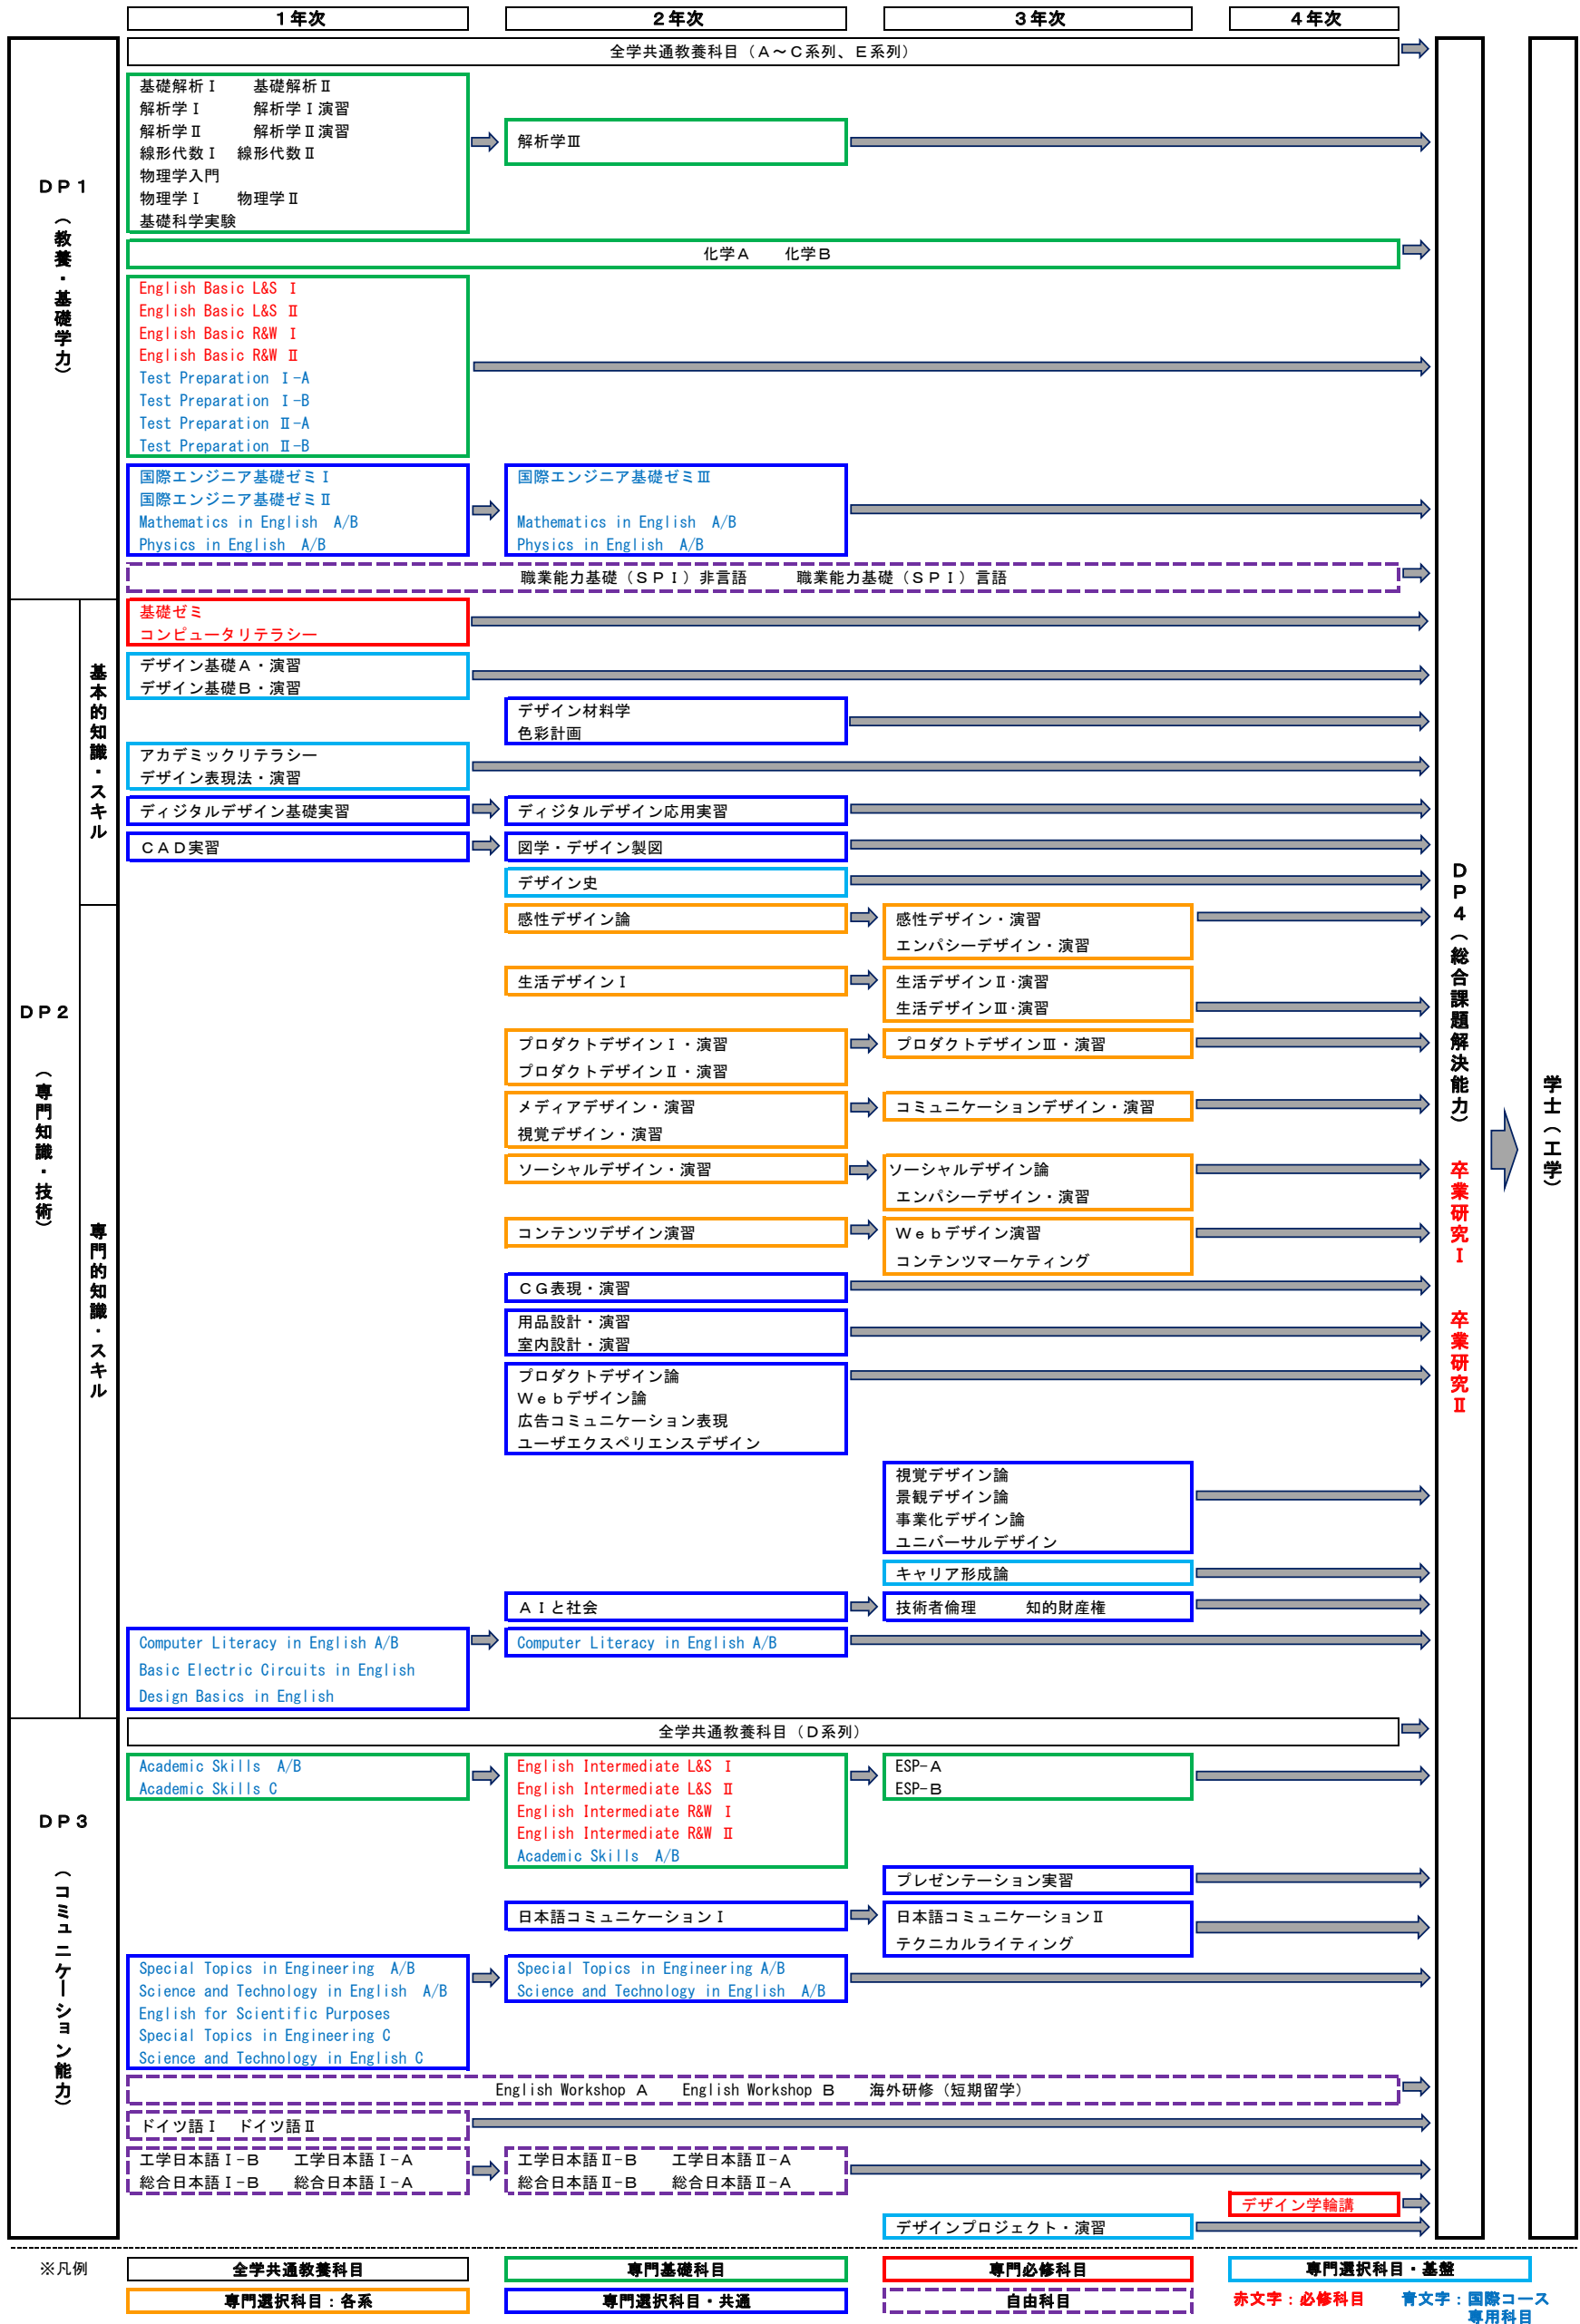 １年次
２年次
３年次
４年次
全学共通教養科目（Ａ～Ｃ系列、Ｅ系列）
ＤＰ１
（教養・基礎学力）
基礎解析Ⅰ　　基礎解析Ⅱ
解析学Ⅰ　　　解析学Ⅰ演習
解析学Ⅱ　　　解析学Ⅱ演習
線形代数Ⅰ　線形代数Ⅱ
物理学入門
物理学Ⅰ　　物理学Ⅱ
基礎科学実験
解析学Ⅲ
化学Ａ　　化学Ｂ
English Basic L&S Ⅰ
English Basic L&S Ⅱ
English Basic R&W Ⅰ
English Basic R&W Ⅱ
Test Preparation Ⅰ-A
Test Preparation Ⅰ-B
Test Preparation Ⅱ-A
Test Preparation Ⅱ-B
国際エンジニア基礎ゼミⅠ
国際エンジニア基礎ゼミⅡ
Mathematics in English A/B
Physics in English A/B
国際エンジニア基礎ゼミⅢ
Mathematics in English A/B
Physics in English A/B
職業能力基礎（ＳＰＩ）非言語　　職業能力基礎（ＳＰＩ）言語
ＤＰ２
（専門知識・技術）
基本的知識・スキル
基礎ゼミ
コンピュータリテラシー
デザイン基礎Ａ・演習
デザイン基礎Ｂ・演習
デザイン材料学
色彩計画
アカデミックリテラシー
デザイン表現法・演習
ディジタルデザイン基礎実習
ディジタルデザイン応用実習
ＣＡＤ実習
図学・デザイン製図
デザイン史
専門的知識・スキル
感性デザイン論
感性デザイン・演習
エンパシーデザイン・演習
生活デザインⅠ
生活デザインⅡ・演習
生活デザインⅢ・演習
プロダクトデザインⅠ・演習
プロダクトデザインⅡ・演習
プロダクトデザインⅢ・演習
メディアデザイン・演習
視覚デザイン・演習
コミュニケーションデザイン・演習
ソーシャルデザイン・演習
ソーシャルデザイン論
エンパシーデザイン・演習
コンテンツデザイン演習
Ｗｅｂデザイン演習
コンテンツマーケティング
ＣＧ表現・演習
用品設計・演習
室内設計・演習
プロダクトデザイン論
Ｗｅｂデザイン論
広告コミュニケーション表現
ユーザエクスペリエンスデザイン
視覚デザイン論
景観デザイン論
事業化デザイン論
ユニバーサルデザイン
キャリア形成論
ＡＩと社会
技術者倫理　　　知的財産権
Computer Literacy in English A/B
Basic Electric Circuits in English
Design Basics in English
Computer Literacy in English A/B
全学共通教養科目（Ｄ系列）
ＤＰ３
（コミュニケーション能力）
Academic Skills A/B
Academic Skills C
English Intermediate L&S Ⅰ
English Intermediate L&S Ⅱ
English Intermediate R&W Ⅰ
English Intermediate R&W Ⅱ
Academic Skills A/B
ESP-A
ESP-B
プレゼンテーション実習
日本語コミュニケーションⅠ
日本語コミュニケーションⅡ
テクニカルライティング
Special Topics in Engineering A/B
Science and Technology in English A/B
English for Scientific Purposes
Special Topics in Engineering C
Science and Technology in English C
Special Topics in Engineering A/B
Science and Technology in English A/B
English Workshop A　　English Workshop B　　海外研修（短期留学）
ドイツ語Ⅰ　ドイツ語Ⅱ
工学日本語Ⅰ-Ｂ　　工学日本語Ⅰ-Ａ
総合日本語Ⅰ-Ｂ　　総合日本語Ⅰ-Ａ
工学日本語Ⅱ-Ｂ　　工学日本語Ⅱ-Ａ
総合日本語Ⅱ-Ｂ　　総合日本語Ⅱ-Ａ
デザイン学輪講
デザインプロジェクト・演習
ＤＰ４（総合課題解決能力）　卒業研究Ⅰ　卒業研究Ⅱ
学士（工学）
※凡例
全学共通教養科目
専門基礎科目
専門必修科目
専門選択科目・基盤
専門選択科目：各系
専門選択科目・共通
自由科目
赤文字：必修科目
青文字：国際コース
専用科目